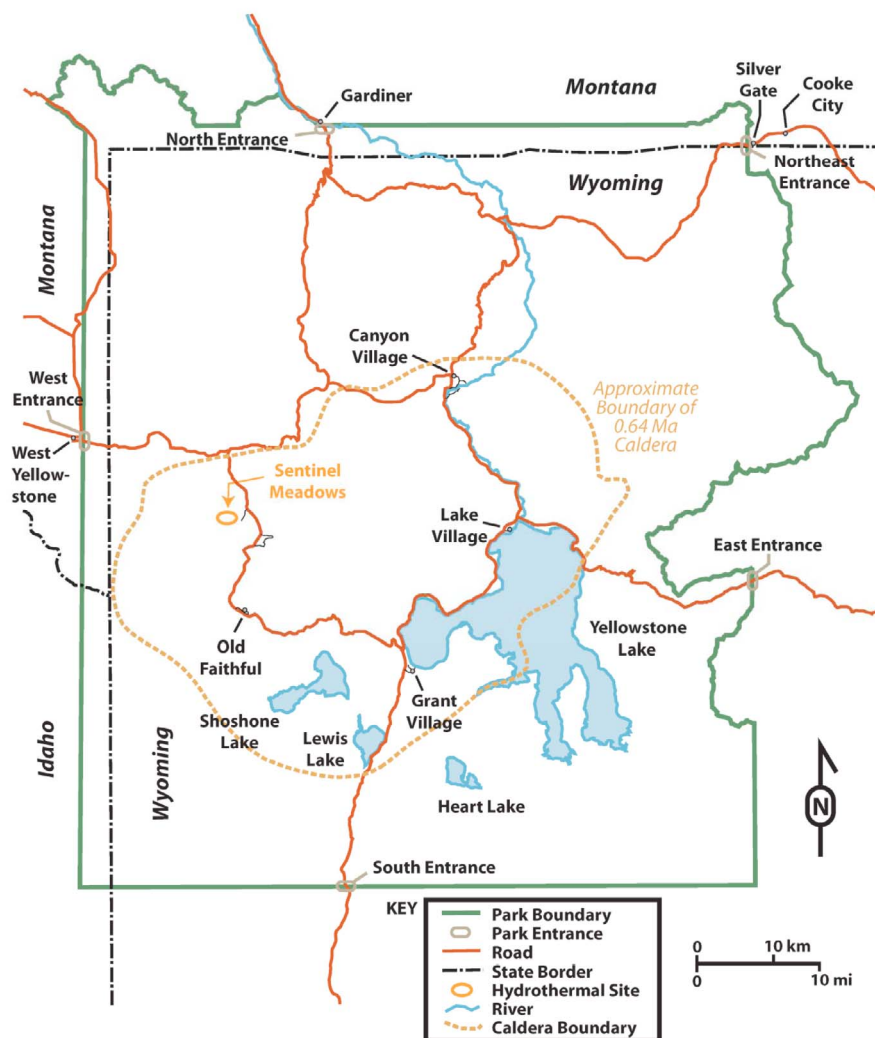 Montana
Silver
Gate
Cooke
City
Gardiner
North Entrance
Northeast
Entrance
Wyoming
Montana
Canyon
Village
West
Entrance
Approximate
Boundary of
0.64 Ma
Caldera
West
Yellow-
stone
Sentinel
Meadows
Lake
Village
East Entrance
Old
Faithful
Yellowstone
Lake
Grant
Village
Shoshone
Lake
Lewis
Lake
Idaho
Wyoming
Heart Lake
N
South Entrance
KEY
Park Boundary
Park Entrance
Road
State Border
Hydrothermal Site
River
Caldera Boundary
0 10 km
0 10 mi